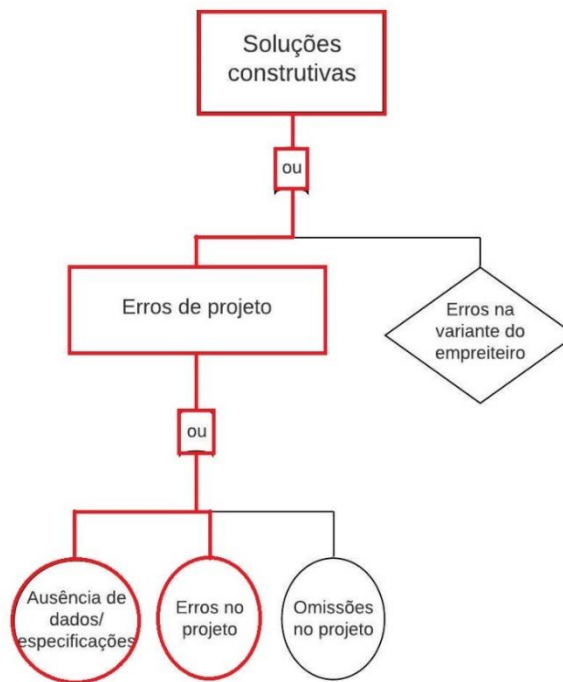 Soluções
construtivas
ou
Erros de projeto
Erros na
variante do
empreiteiro
ou
Ausência de
dados/
especificações
Erros no
projeto
Omissões
no projeto